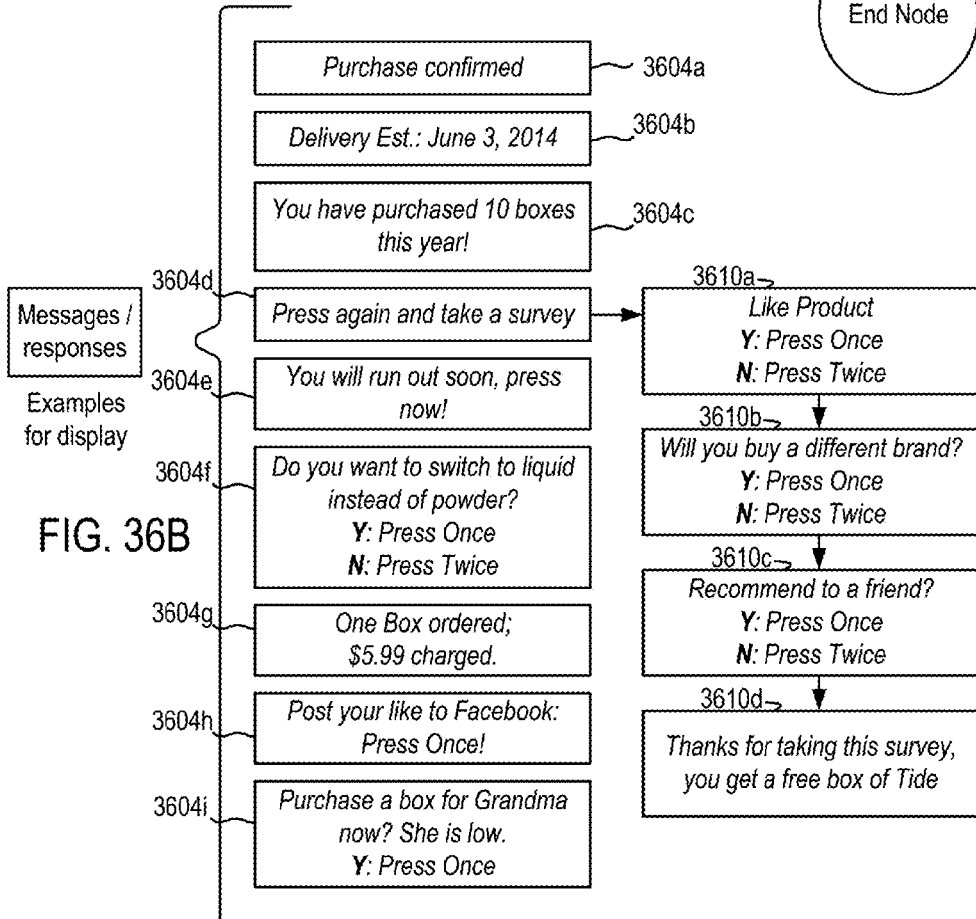 End Node
Purchase confirmed
3604a
Delivery Est.: June 3, 2014
3604b
You have purchased 10 boxes
this year!
3604c
3604d
Press again and take a survey
Messages /
responses
Examples
for display
3604e
You will run out soon, press
now!
3604f
Do you want to switch to liquid
instead of powder?
Y: Press Once
N: Press Twice
FIG. 36B
3604g
One Box ordered;
$5.99 charged.
3604h
Post your like to Facebook:
Press Once!
3604i
Purchase a box for Grandma
now? She is low.
Y: Press Once
3610a
Like Product
Y: Press Once
N: Press Twice
3610b
Will you buy a different brand?
Y: Press Once
N: Press Twice
3610c
Recommend to a friend?
Y: Press Once
N: Press Twice
3610d
Thanks for taking this survey,
you get a free box of Tide